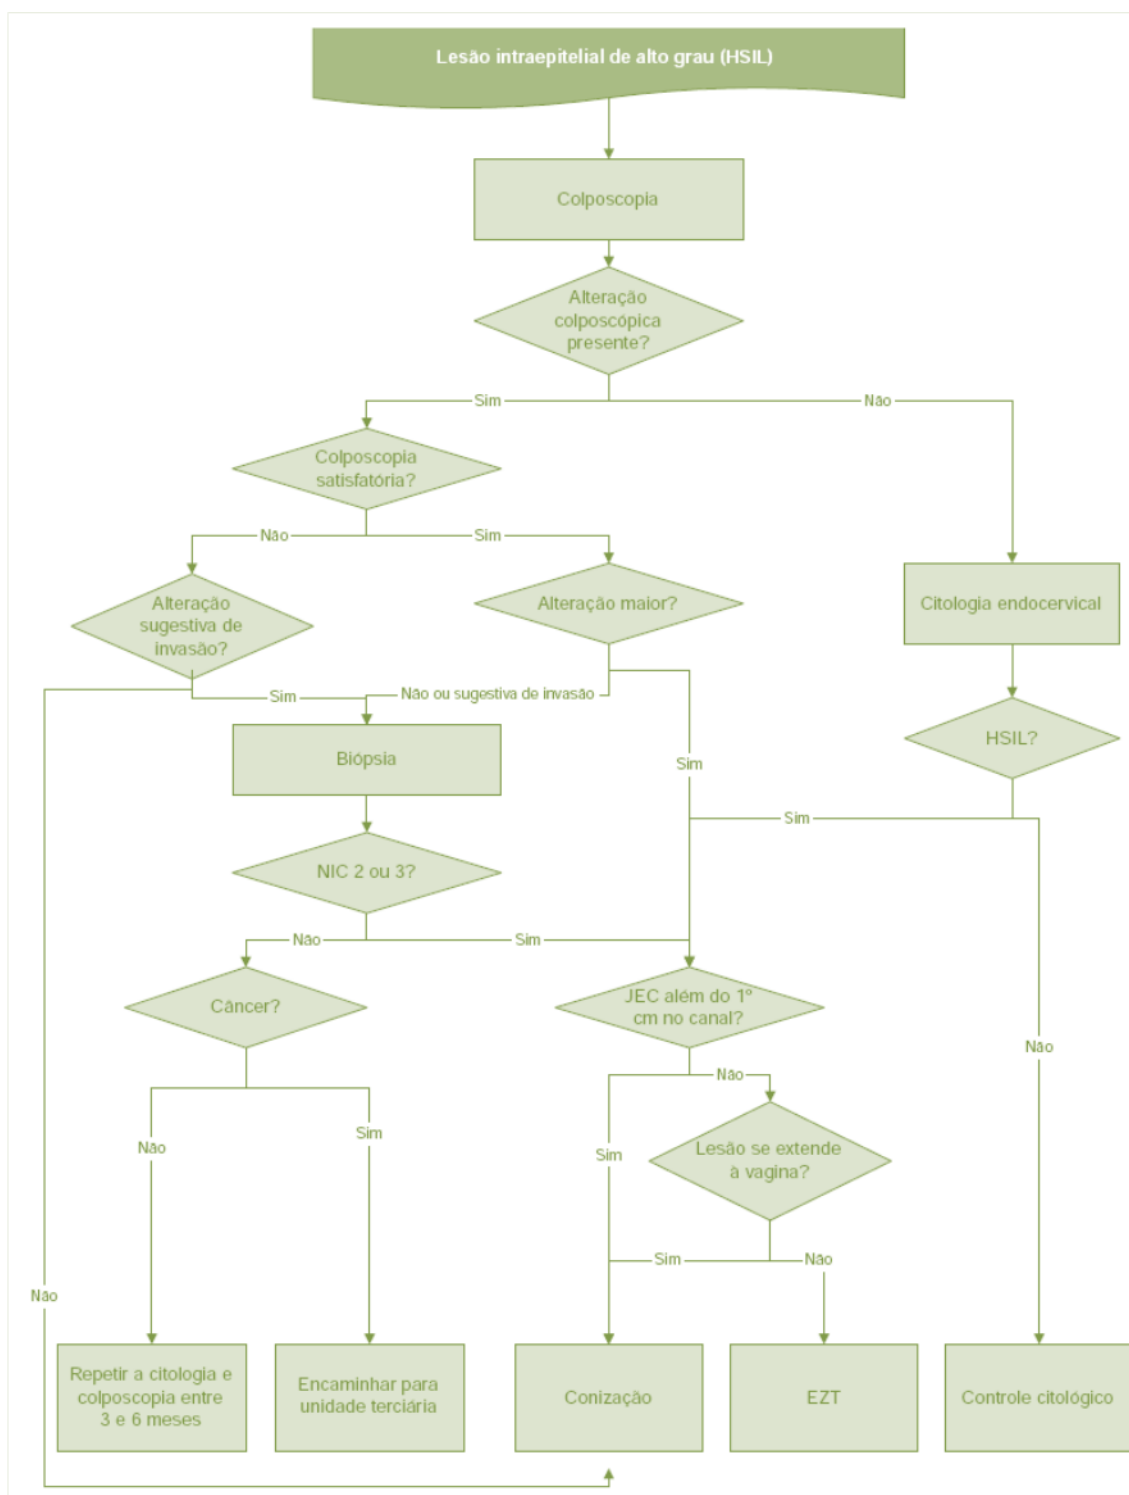 Lesão intraepitelial de alto grau (HSIL)
Colposcopia
Alteração
colposcópica
presente?
Sim
Não
Colposcopia
satisfatória?
Não
Sim
Alteração
sugestiva de
invasão?
Alteração maior?
Citologia endocervical
Sim
Não ou sugestiva de invasão
Biópsia
Sim
HSIL?
Sim
NIC 2 ou 3?
Não
Sim
Câncer?
JEC além do 1º
cm no canal?
Não
Não
Não
Sim
Sim
Lesão se extende
à vagina?
Sim
Não
Não
Repetir a citologia e
colposcopia entre
3 e 6 meses
Encaminhar para
unidade terciária
Conização
EZT
Controle citológico